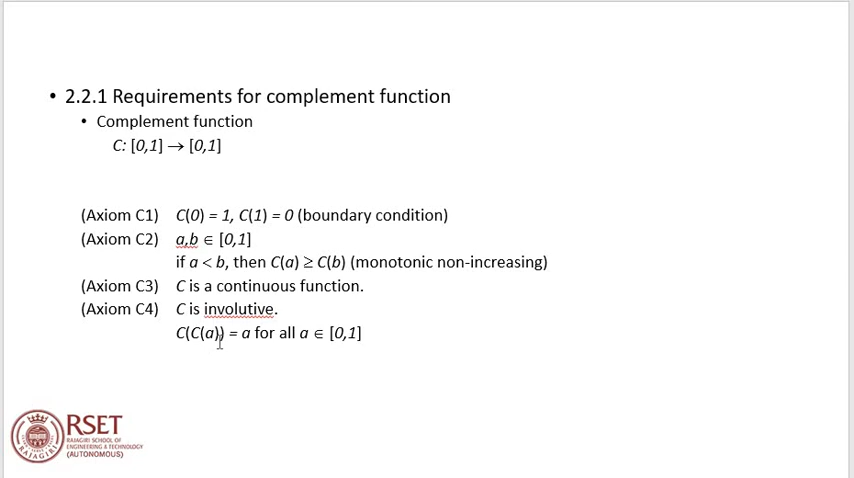 • 2.2.1 Requirements for complement function
• Complement function
C: [0,1] → [0,1]
(Axiom C1) C(0) = 1, C(1) = 0 (boundary condition)
(Axiom C2) a,b ∈ [0,1]
if a < b, then C(a) ≥ C(b) (monotonic non-increasing)
(Axiom C3) C is a continuous function.
(Axiom C4) C is involutive.
C(C(a)) = a for all a ∈ [0,1]
RSET
RAJAGIRI SCHOOL OF
ENGINEERING & TECHNOLOGY
(AUTONOMOUS)
RAJAGIRI